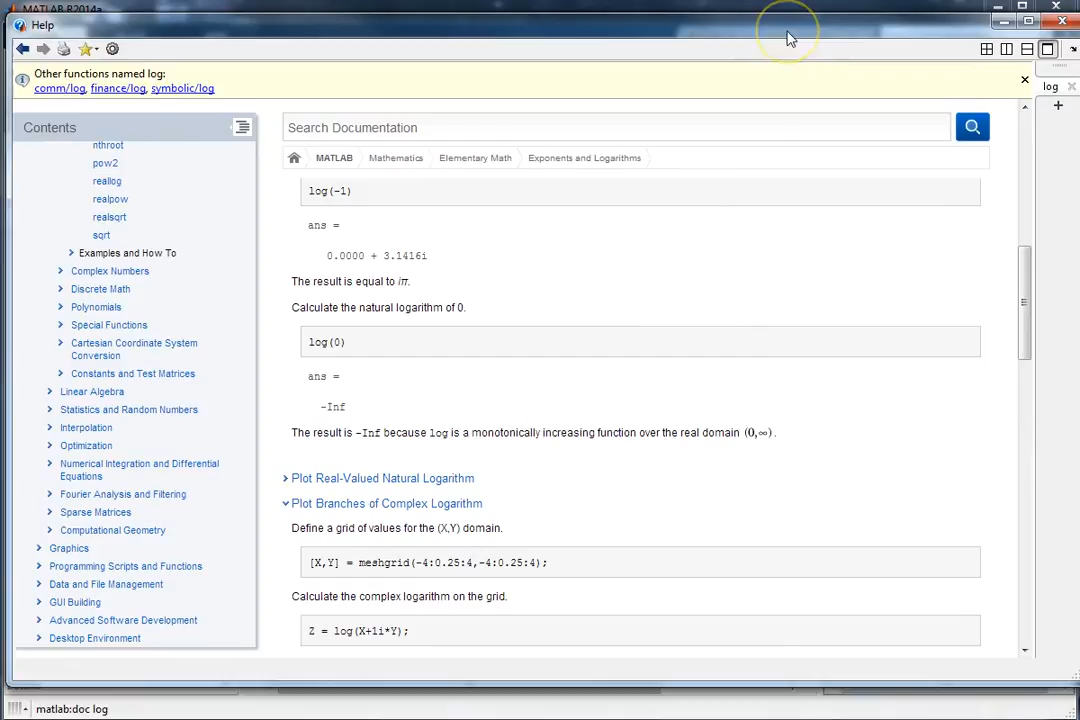 MATLAB R2014a
Help
Other functions named log:
comm/log, finance/log, symbolic/log
log
Contents
nthroot
pow2
reallog
realpow
realsqrt
sqrt
Examples and How To
Complex Numbers
Discrete Math
Polynomials
Special Functions
Cartesian Coordinate System
Conversion
Constants and Test Matrices
Linear Algebra
Statistics and Random Numbers
Interpolation
Optimization
Numerical Integration and Differential
Equations
Fourier Analysis and Filtering
Sparse Matrices
Computational Geometry
Graphics
Programming Scripts and Functions
Data and File Management
GUI Building
Advanced Software Development
Desktop Environment
Search Documentation
MATLAB Mathematics Elementary Math Exponents and Logarithms
log(-1)
ans =
0.0000 + 3.1416i
The result is equal to iπ.
Calculate the natural logarithm of 0.
log(0)
ans =
-Inf
The result is -Inf because log is a monotonically increasing function over the real domain (0,∞).
Plot Real-Valued Natural Logarithm
Plot Branches of Complex Logarithm
Define a grid of values for the (X,Y) domain.
[X,Y] = meshgrid(-4:0.25:4,-4:0.25:4);
Calculate the complex logarithm on the grid.
Z = log(X+1i*Y);
matlab:doc log